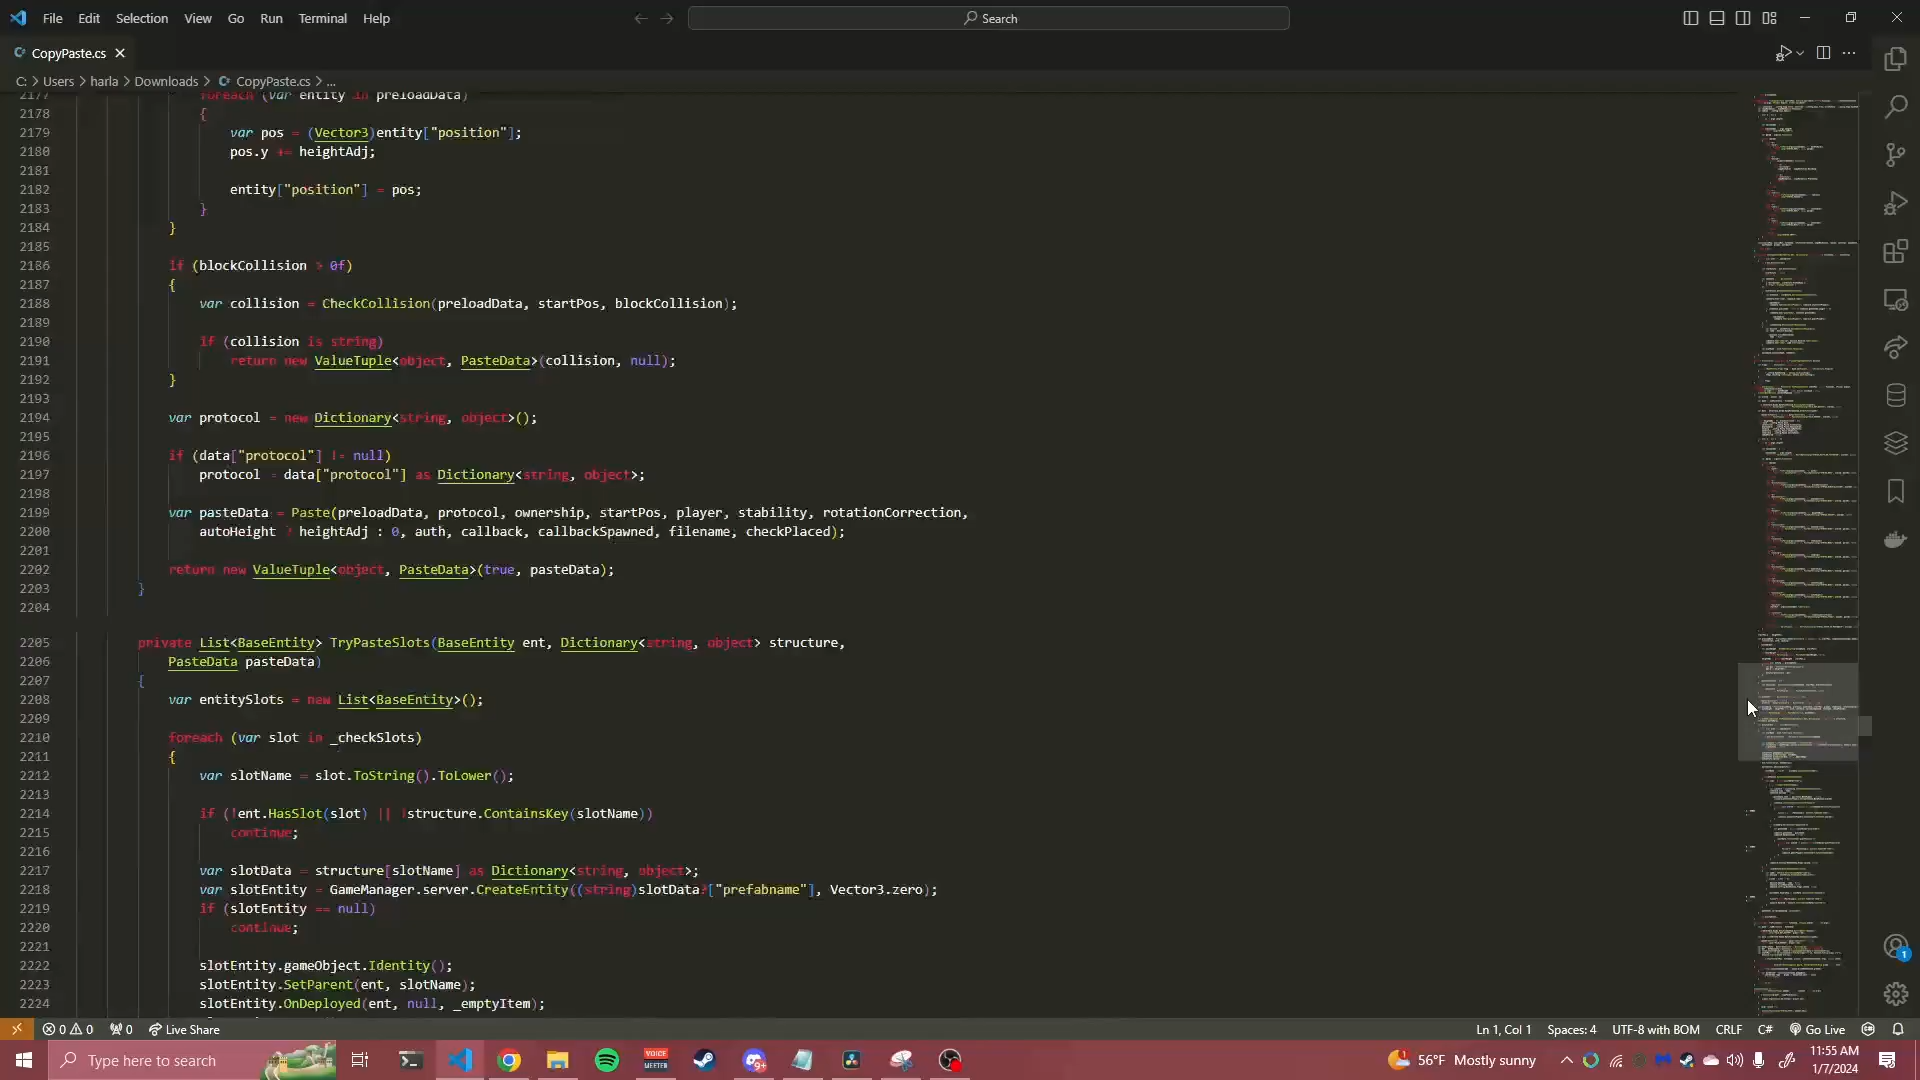 File Edit Selection View Go Run Terminal Help
Search
CopyPaste.cs
C: > Users > harla > Downloads > CopyPaste.cs > ...
2177 foreach (var entity in preloadData)
2178 {
2179 var pos = (Vector3)entity["position"];
2180 pos.y += heightAdj;
2181
2182 entity["position"] = pos;
2183 }
2184 }
2185
2186 if (blockCollision > 0f)
2187 {
2188 var collision = CheckCollision(preloadData, startPos, blockCollision);
2189
2190 if (collision is string)
2191 return new ValueTuple<object, PasteData>(collision, null);
2192 }
2193
2194 var protocol = new Dictionary<string, object>();
2195
2196 if (data["protocol"] != null)
2197 protocol = data["protocol"] as Dictionary<string, object>;
2198
2199 var pasteData = Paste(preloadData, protocol, ownership, startPos, player, stability, rotationCorrection,
2200 autoHeight ? heightAdj : 0, auth, callback, callbackSpawned, filename, checkPlaced);
2201
2202 return new ValueTuple<object, PasteData>(true, pasteData);
2203 }
2204
2205 private List<BaseEntity> TryPasteSlots(BaseEntity ent, Dictionary<string, object> structure,
2206 PasteData pasteData)
2207 {
2208 var entitySlots = new List<BaseEntity>();
2209
2210 foreach (var slot in _checkSlots)
2211 {
2212 var slotName = slot.ToString().ToLower();
2213
2214 if (!ent.HasSlot(slot) || !structure.ContainsKey(slotName))
2215 continue;
2216
2217 var slotData = structure[slotName] as Dictionary<string, object>;
2218 var slotEntity = GameManager.server.CreateEntity((string)slotData?["prefabname"], Vector3.zero);
2219 if (slotEntity == null)
2220 continue;
2221
2222 slotEntity.gameObject.Identity();
2223 slotEntity.SetParent(ent, slotName);
2224 slotEntity.OnDeployed(ent, null, _emptyItem);
1
0 0 0 Live Share Ln 1, Col 1 Spaces: 4 UTF-8 with BOM CRLF C# Go Live
Type here to search
VOICE MEETER
9+
56°F Mostly sunny
11:55 AM
1/7/2024